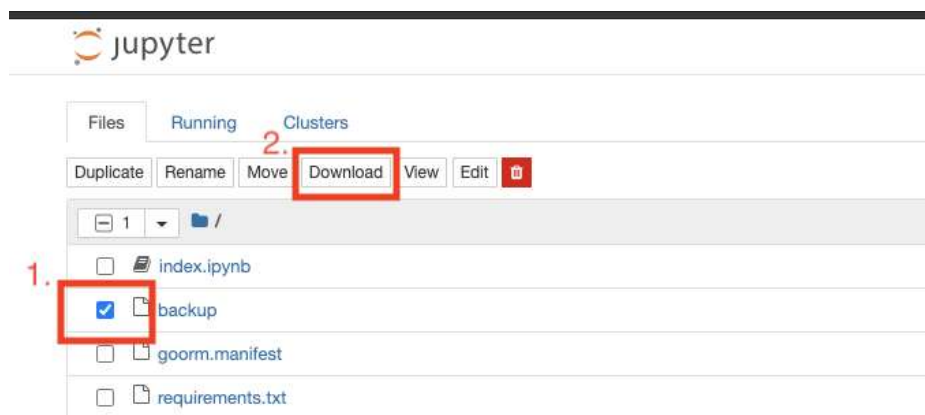 jupyter
Files Running Clusters
2.
Duplicate Rename Move Download View Edit
1 /
index.ipynb
1.
backup
goorm.manifest
requirements.txt